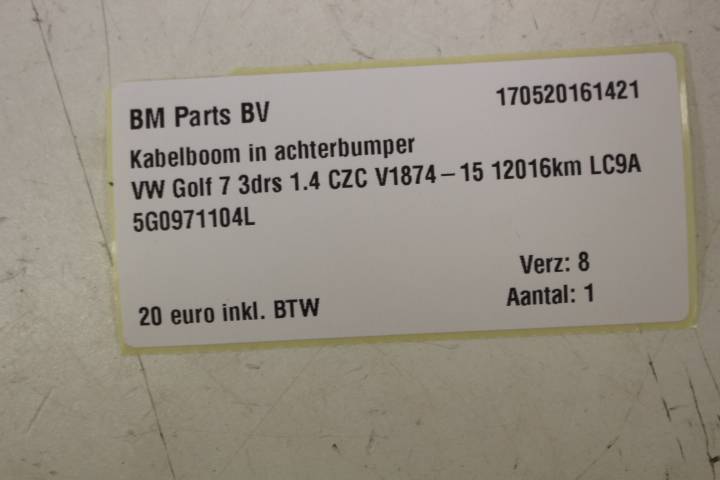 BM Parts BV 170520161421
Kabelboom in achterbumper
VW Golf 7 3drs 1.4 CZC V1874-15 12016km LC9A
5G0971104L
Verz: 8
20 euro inkl. BTW Aantal: 1